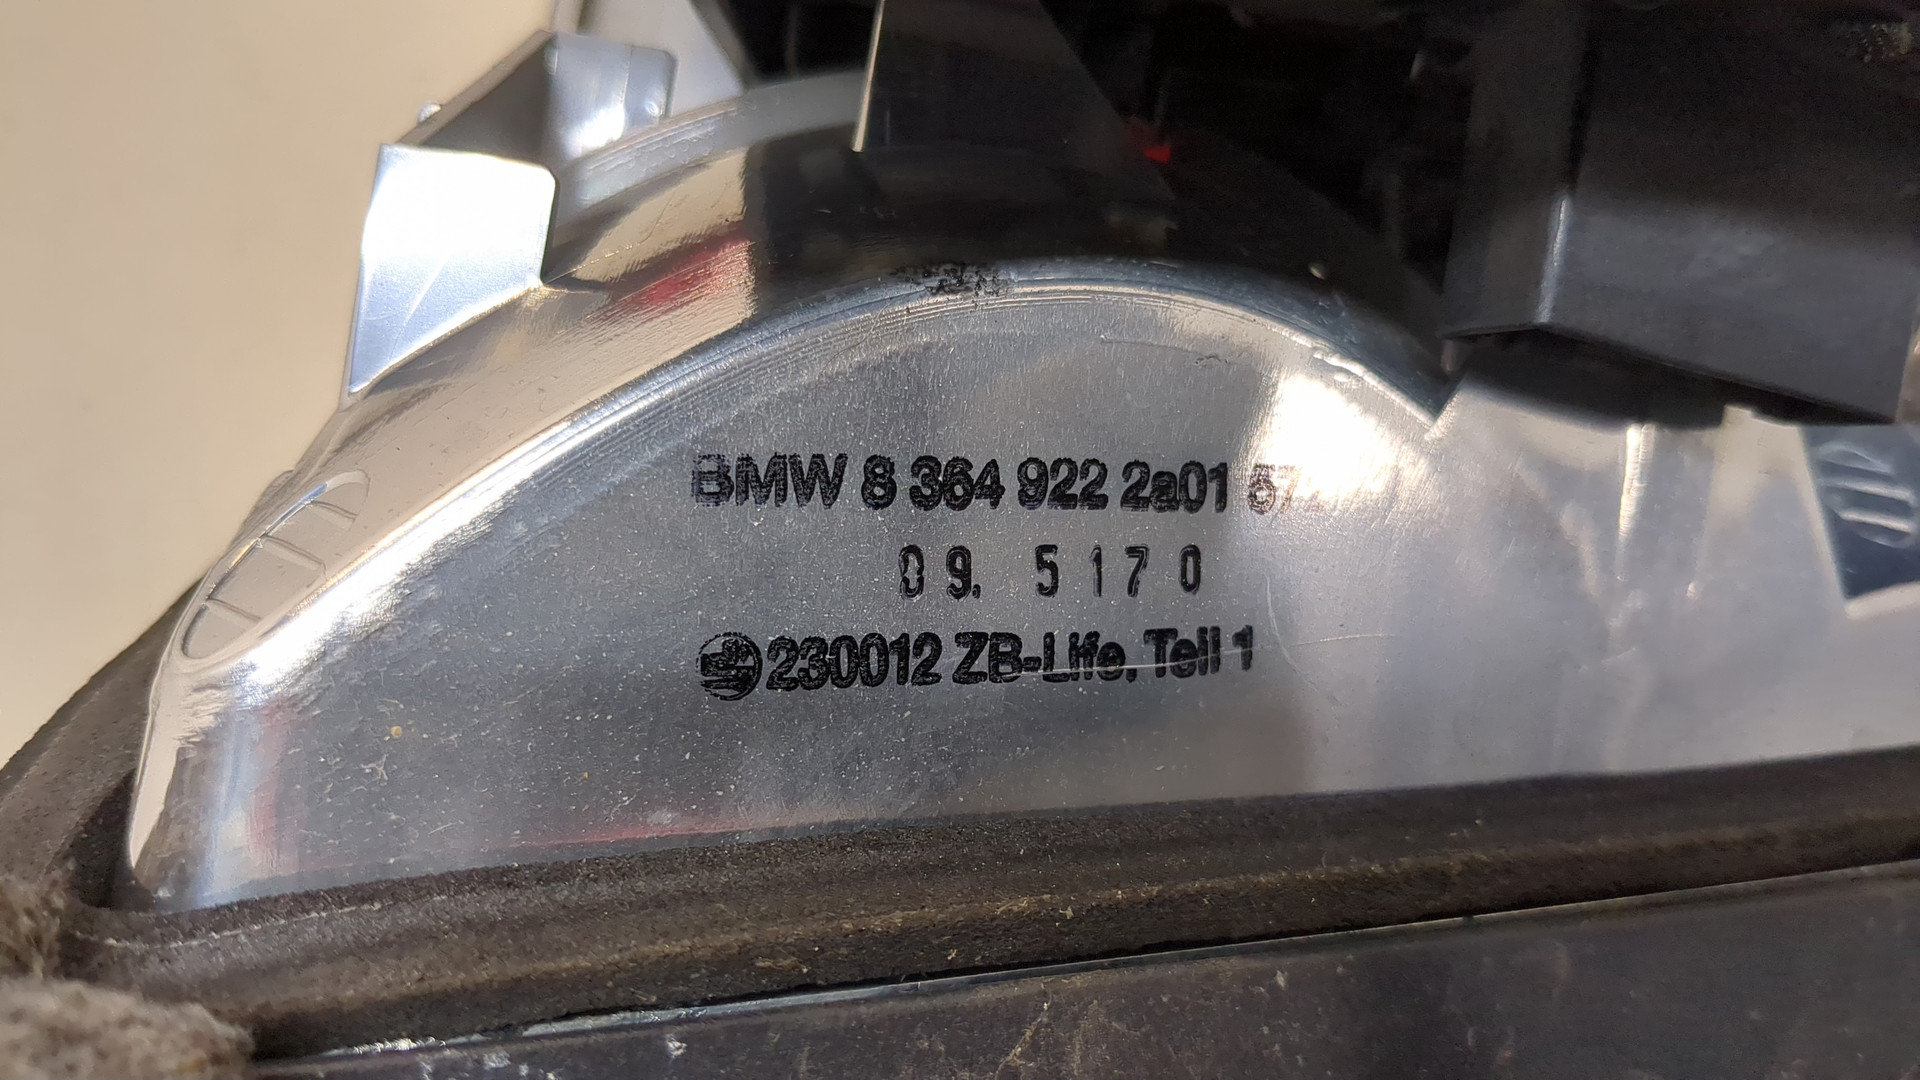 BMW 8 364 922 2a01
09. 5170
230012 ZB-Life, Teil 1